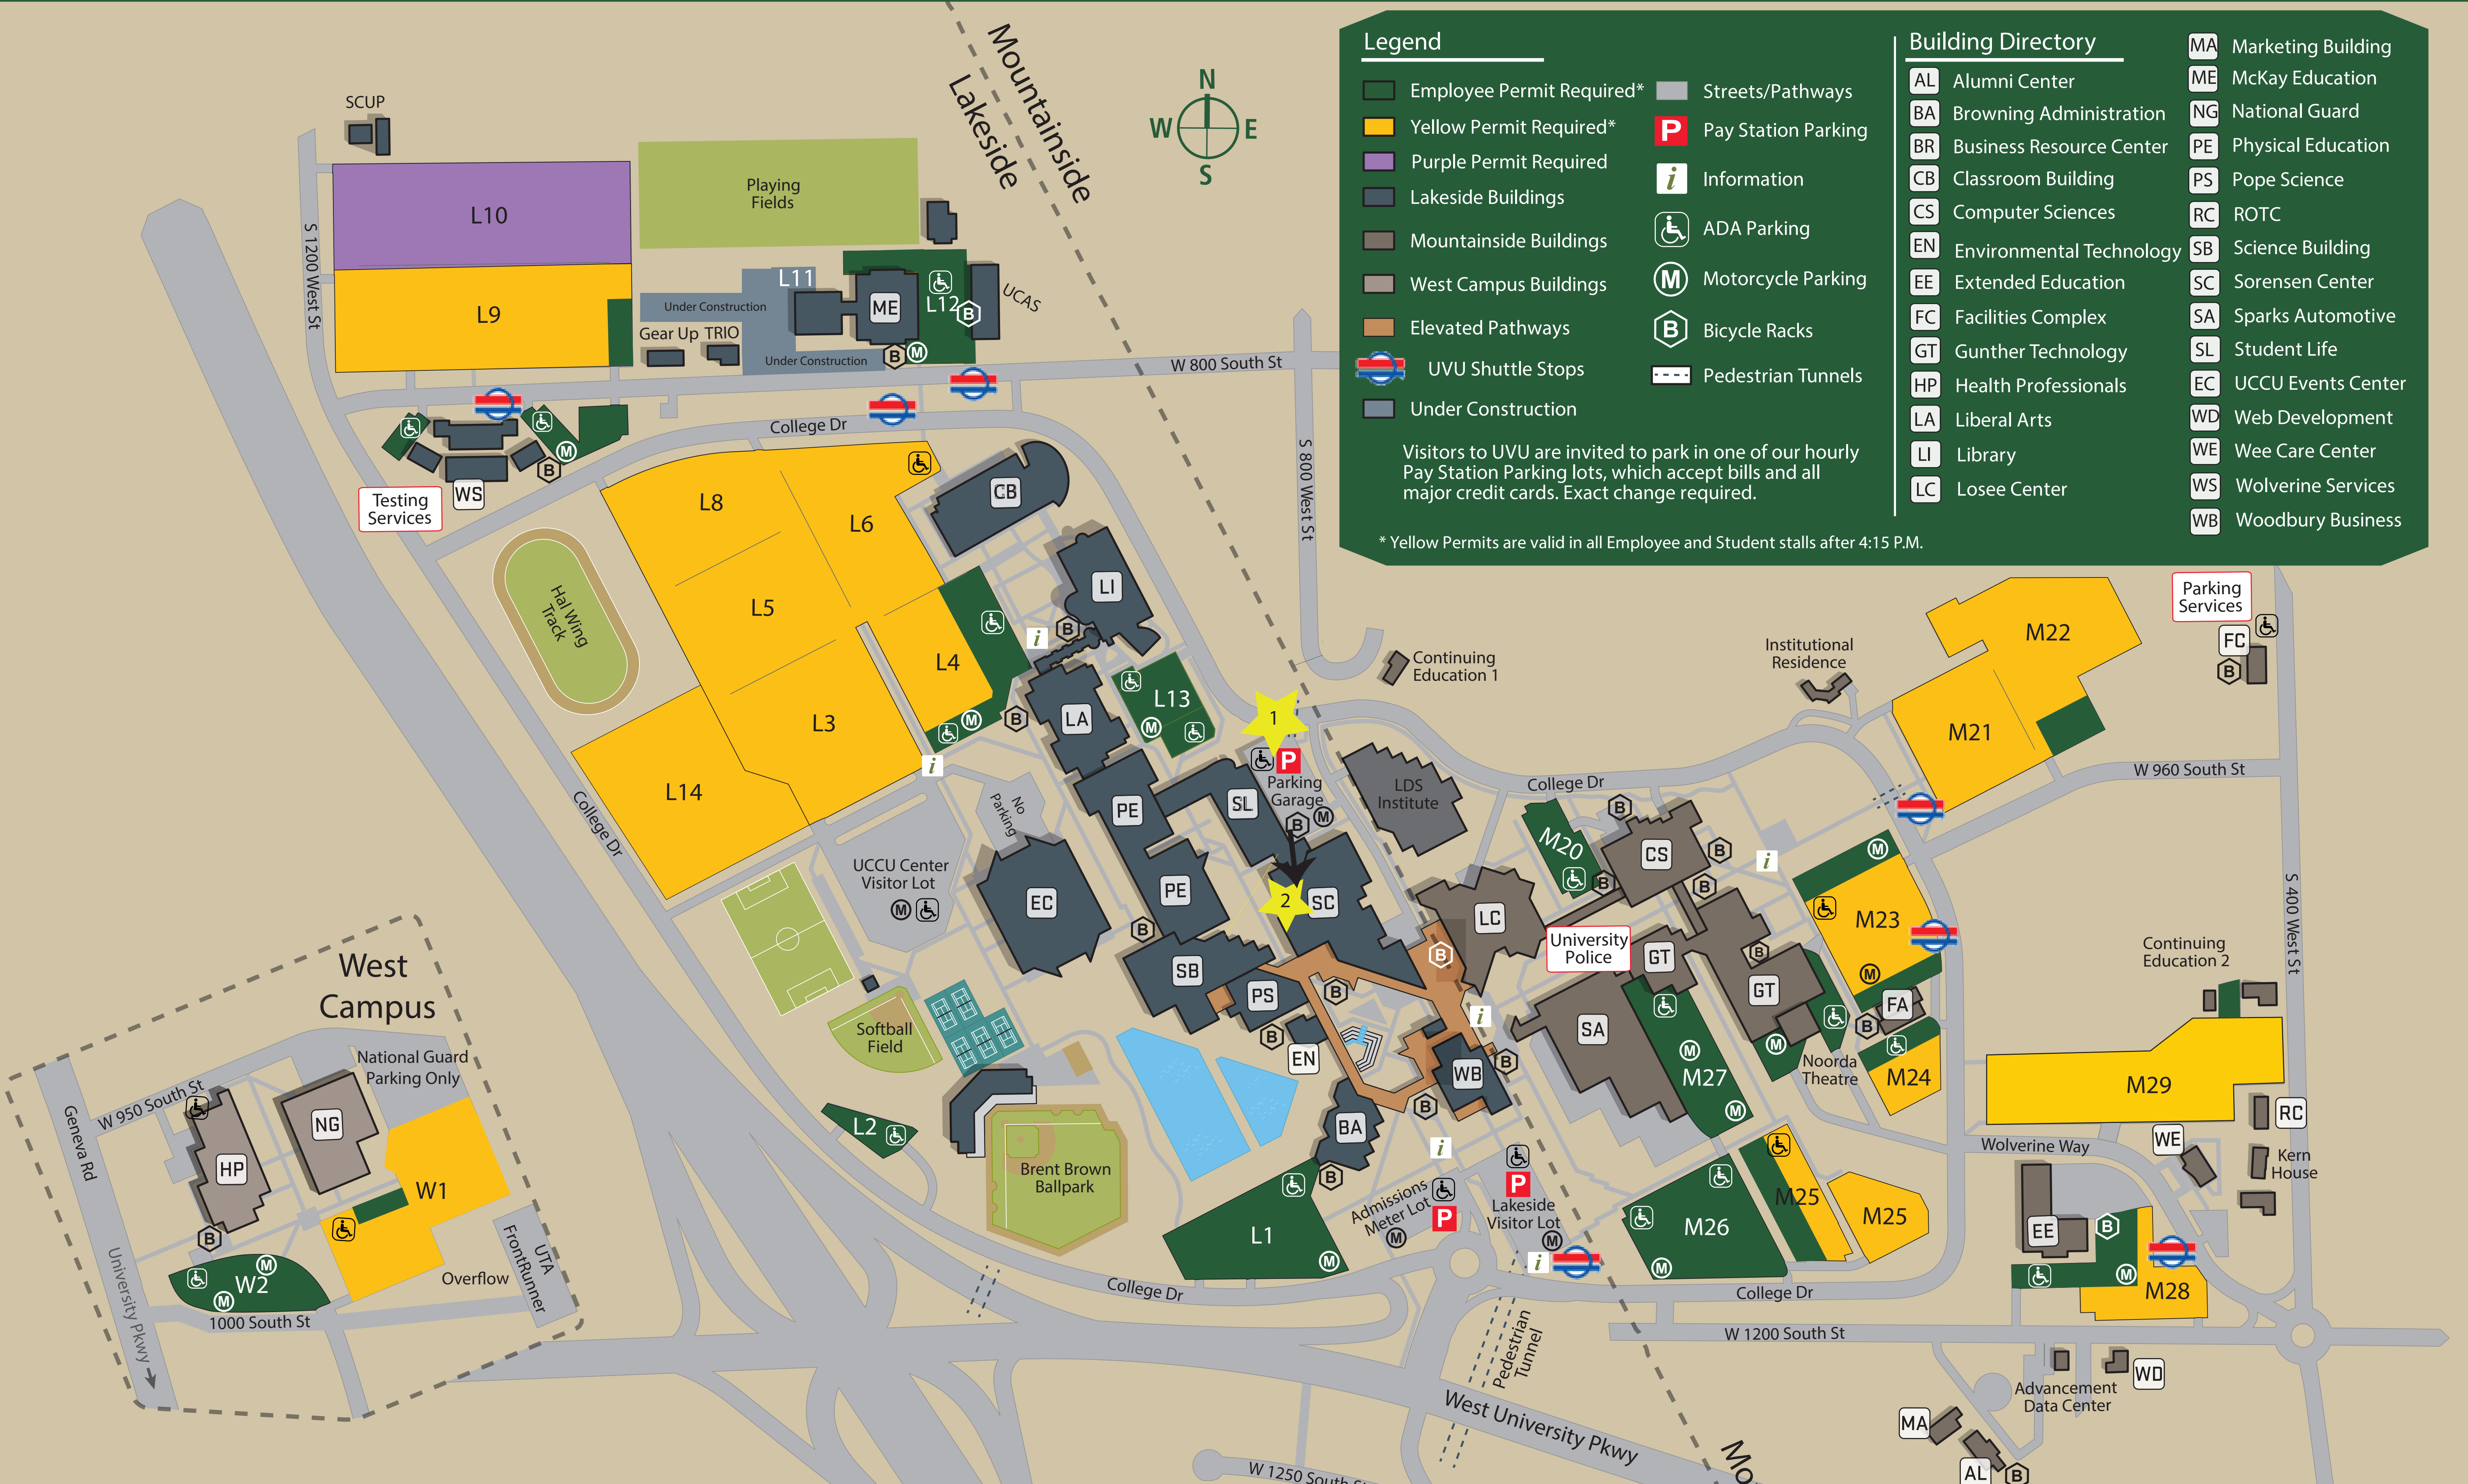 Legend
Employee Permit Required*
Yellow Permit Required*
Purple Permit Required
Lakeside Buildings
Mountainside Buildings
West Campus Buildings
Elevated Pathways
UVU Shuttle Stops
Under Construction
Streets/Pathways
P Pay Station Parking
i Information
ADA Parking
M Motorcycle Parking
B Bicycle Racks
Pedestrian Tunnels
Visitors to UVU are invited to park in one of our hourly
Pay Station Parking lots, which accept bills and all
major credit cards. Exact change required.
* Yellow Permits are valid in all Employee and Student stalls after 4:15 P.M.
Building Directory
AL Alumni Center
BA Browning Administration
BR Business Resource Center
CB Classroom Building
CS Computer Sciences
EN Environmental Technology
EE Extended Education
FC Facilities Complex
GT Gunther Technology
HP Health Professionals
LA Liberal Arts
LI Library
LC Losee Center
MA Marketing Building
ME McKay Education
NG National Guard
PE Physical Education
PS Pope Science
RC ROTC
SB Science Building
SC Sorensen Center
SA Sparks Automotive
SL Student Life
EC UCCU Events Center
WD Web Development
WE Wee Care Center
WS Wolverine Services
WB Woodbury Business
Mountainside
Lakeside
N
W E
S
SCUP
L10
L9
S 1200 West St
Playing
Fields
L11
Under Construction
Gear Up TRIO
Under Construction
ME
L12
B
UCAS
B M
W 800 South St
College Dr
S 800 West St
M
B
WS
Testing
Services
Hal Wing
Track
L8
L6
L5
L4
L3
L14
College Dr
CB
LI
i
B
LA
B
M
i
L13
M
1
P
Parking
Garage
M
B
2
SC
SL
PE
PE
No
Parking
EC
UCCU Center
Visitor Lot
M
B
SB
PS
B
EN
B
Softball
Field
LDS
Institute
Continuing
Education 1
Institutional
Residence
College Dr
M22
M21
Parking
Services
FC
B
W 960 South St
S 400 West St
M20
B
CS
B
B
B
i
LC
B
University
Police
GT
B
GT
M
M23
M
FA
B
M
Noorda
Theatre
M24
SA
M
M27
M
i
WB
B
B
BA
B
i
Continuing
Education 2
M29
RC
Wolverine Way
WE
Kern
House
EE
B
M
M28
L2
Brent Brown
Ballpark
L1
M
Admissions
Meter Lot
P
M
P
Lakeside
Visitor Lot
M
i
M26
M
M25
M25
College Dr
College Dr
W 1200 South St
Pedestrian
Tunnel
West University Pkwy
W 1250 South St
Mo
Advancement
Data Center
WD
MA
AL
B
West
Campus
National Guard
Parking Only
W 950 South St
Geneva Rd
HP
NG
W1
B
W2
M
M
Overflow
UTA
FrontRunner
1000 South St
University Pkwy